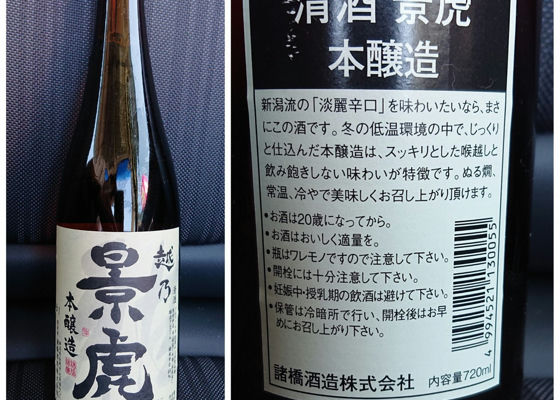 越乃
景虎
本醸造
清酒 景虎
本醸造
新潟流の「淡麗辛口」を味わいたいなら、まさ
にこの酒です。冬の低温環境の中で、じっくり
と仕込んだ本醸造は、スッキリとした喉越しと
飲み飽きしない味わいが特徴です。ぬる燗、
常温、冷やで美味しくお召し上がり頂けます。
●お酒は20歳になってから。
●お酒はおいしく適量を。
●瓶はワレモノですので注意して下さい。
●開栓には十分注意して下さい。
●妊娠中・授乳期の飲酒は避けて下さい。
●保管は冷暗所で行い、開栓後はお早
めにお召し上がり下さい。
4994521130055
諸橋酒造株式会社 内容量720ml